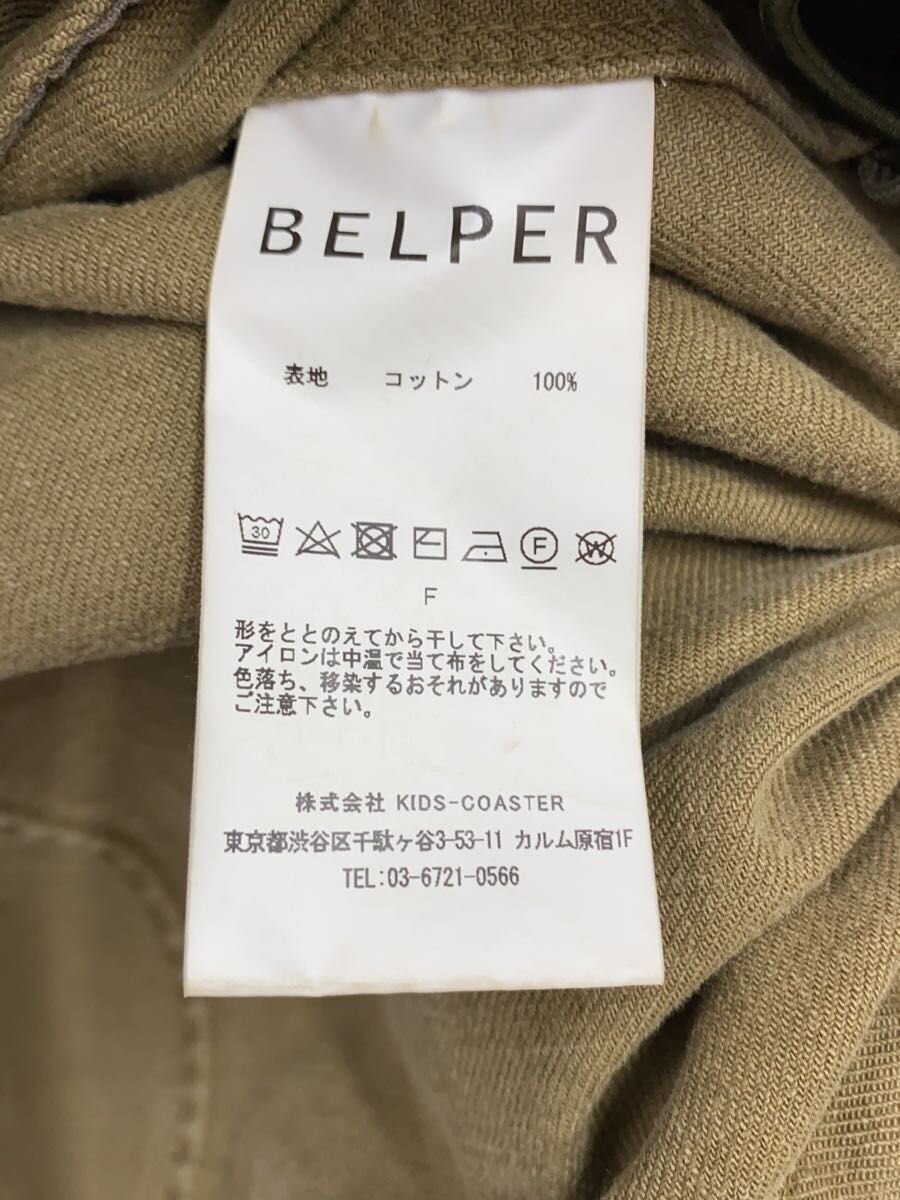 BELPER
表地 コットン 100%
30 F W
F
形をととのえてから干して下さい。
アイロンは中温で当て布をしてください。
色落ち、移染するおそれがありますので
ご注意下さい。
株式会社 KIDS-COASTER
東京都渋谷区千駄ヶ谷3-53-11 カルム原宿1F
TEL:03-6721-0566